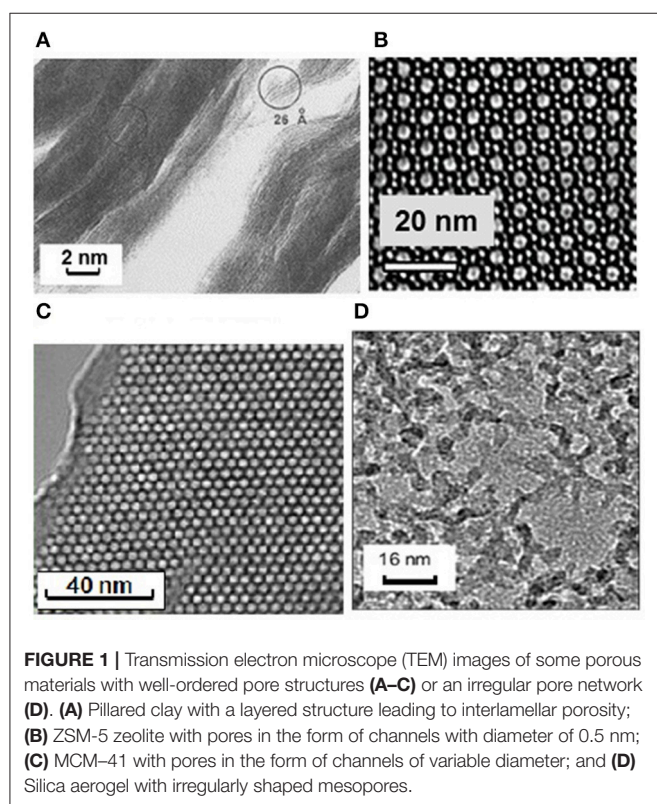 A
B
26 Å
2 nm
20 nm
C
D
40 nm
16 nm
FIGURE 1 | Transmission electron microscope (TEM) images of some porous
materials with well-ordered pore structures (A–C) or an irregular pore network
(D). (A) Pillared clay with a layered structure leading to interlamellar porosity;
(B) ZSM-5 zeolite with pores in the form of channels with diameter of 0.5 nm;
(C) MCM–41 with pores in the form of channels of variable diameter; and (D)
Silica aerogel with irregularly shaped mesopores.